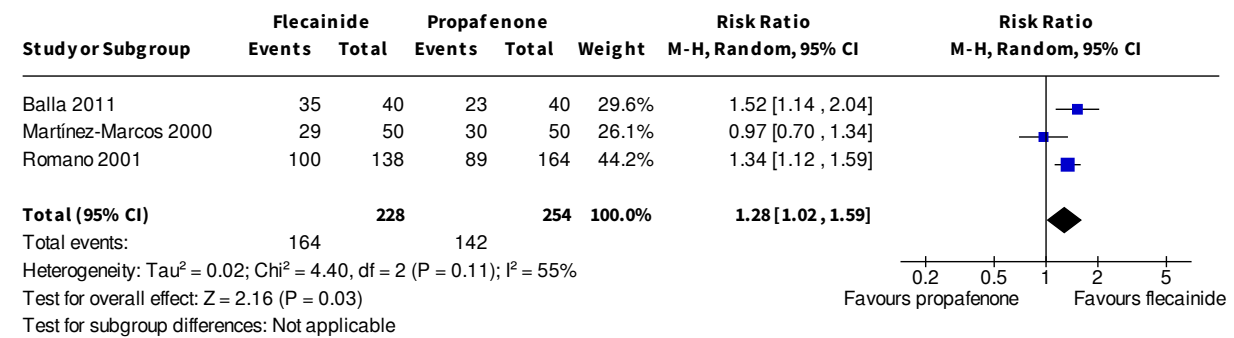 Flecainide Propafenone Risk Ratio Risk Ratio
Study or Subgroup Events Total Events Total Weight M-H, Random, 95% CI M-H, Random, 95% CI
Balla 2011 35 40 23 40 29.6% 1.52 [1.14 , 2.04]
Martínez-Marcos 2000 29 50 30 50 26.1% 0.97 [0.70 , 1.34]
Romano 2001 100 138 89 164 44.2% 1.34 [1.12 , 1.59]
Total (95% CI) 228 254 100.0% 1.28 [1.02 , 1.59]
Total events: 164 142
Heterogeneity: Tau² = 0.02; Chi² = 4.40, df = 2 (P = 0.11); I² = 55%
Test for overall effect: Z = 2.16 (P = 0.03)
Test for subgroup differences: Not applicable
0.2 0.5 1 2 5
Favours propafenone Favours flecainide